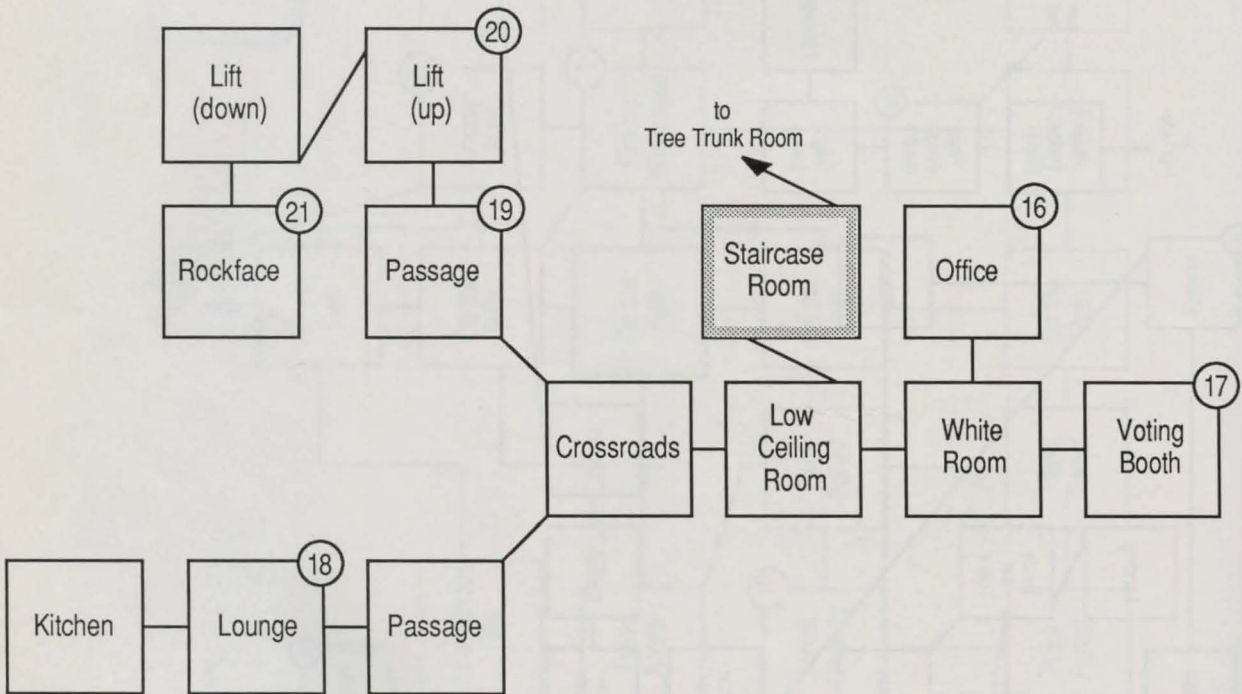 20
Lift
(down)
Lift
(up)
to
Tree Trunk Room
21
19
16
Rockface
Passage
Staircase
Room
Office
17
Crossroads
Low
Ceiling
Room
White
Room
Voting
Booth
18
Kitchen
Lounge
Passage